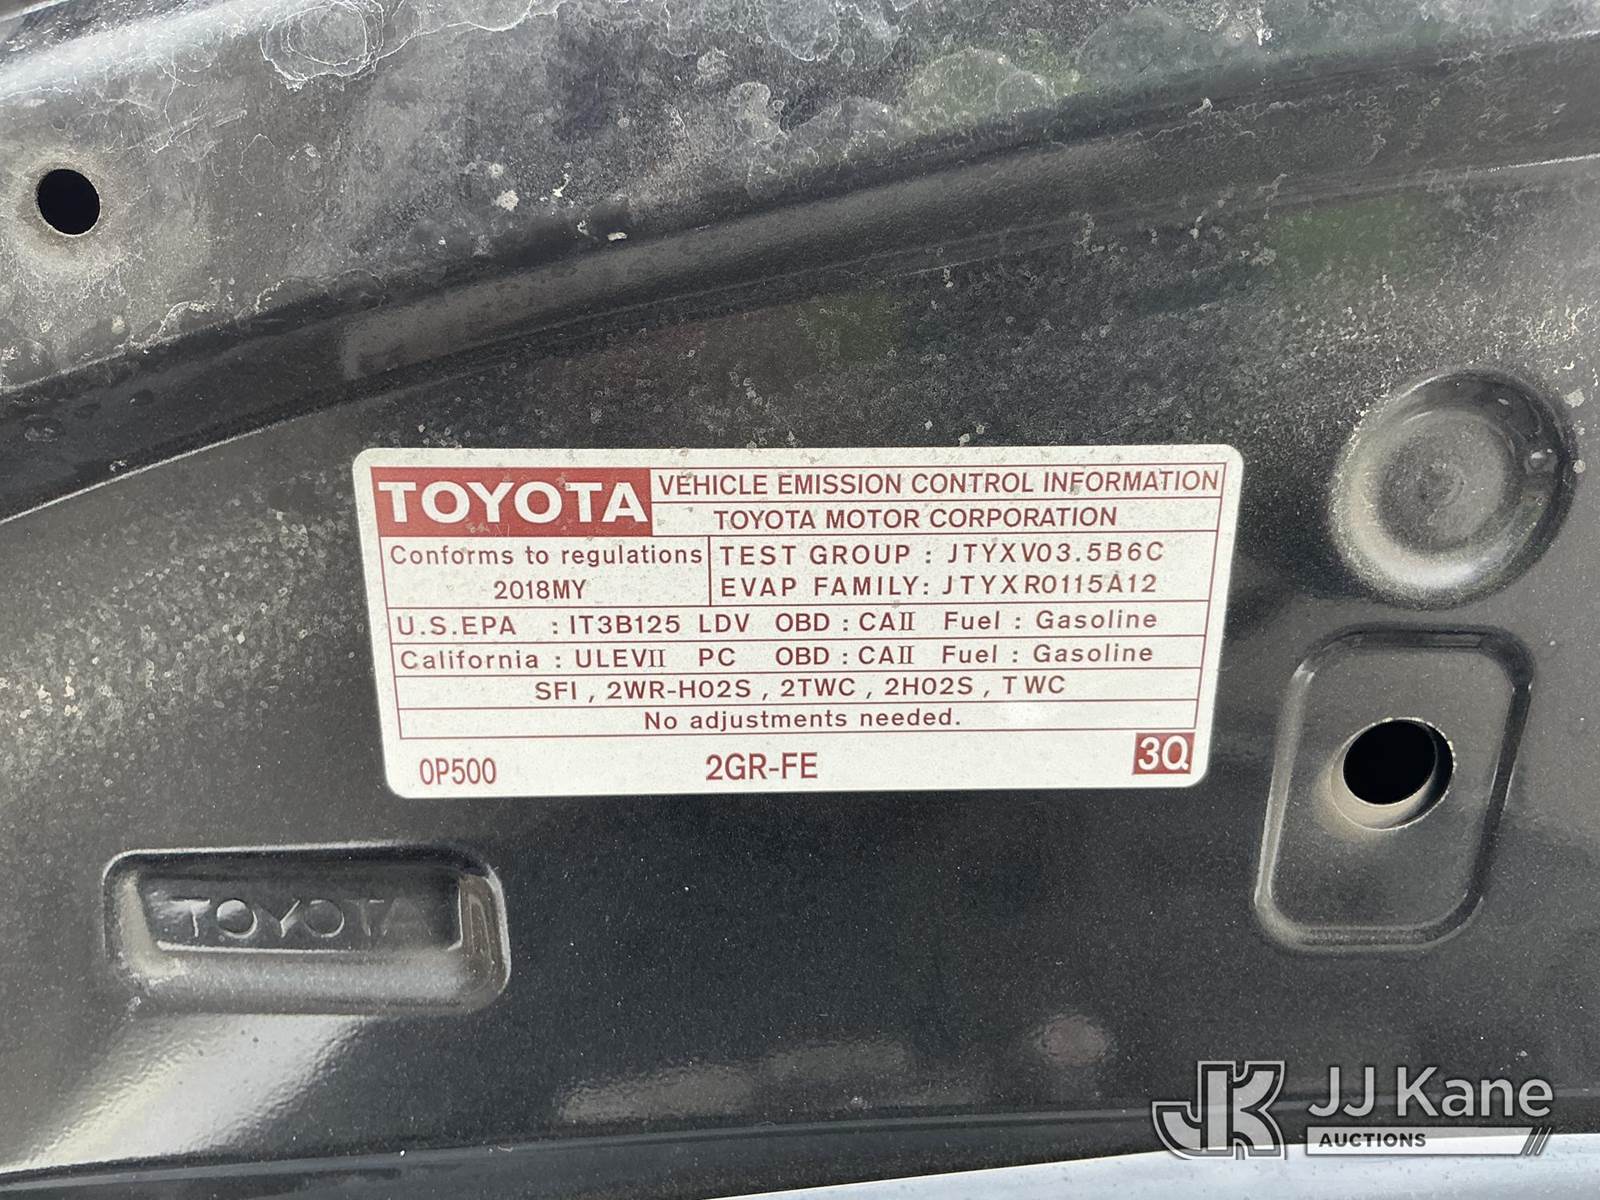 TOYOTA
VEHICLE EMISSION CONTROL INFORMATION
TOYOTA MOTOR CORPORATION
Conforms to regulations
2018MY
TEST GROUP : JTYXV03.5B6C
EVAP FAMILY: JTYXR0115A12
U.S.EPA : IT3B125 LDV OBD : CAII Fuel : Gasoline
California : ULEVII PC OBD : CAII Fuel : Gasoline
SFI , 2WR-HO2S , 2TWC , 2HO2S , TWC
No adjustments needed.
0P500 2GR-FE 3Q
TOYOTA
JK JJ Kane
AUCTIONS